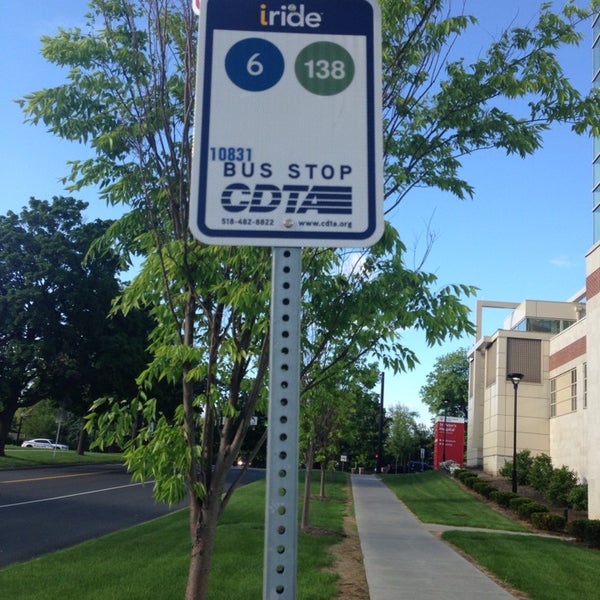 iride
6 138
10831
BUS STOP
CDTA
518-482-8822 www.cdta.org